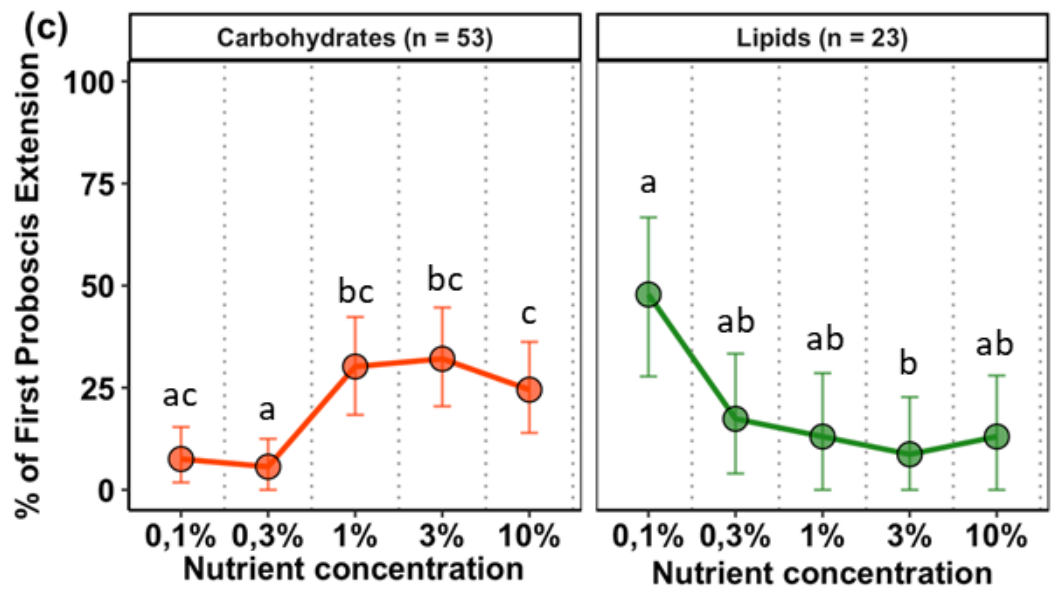 (c)
Carbohydrates (n = 53)
Lipids (n = 23)
% of First Proboscis Extension
100
75
50
25
0
ac
a
bc
bc
c
a
ab
ab
b
ab
0,1% 0,3% 1% 3% 10%
0,1% 0,3% 1% 3% 10%
Nutrient concentration
Nutrient concentration